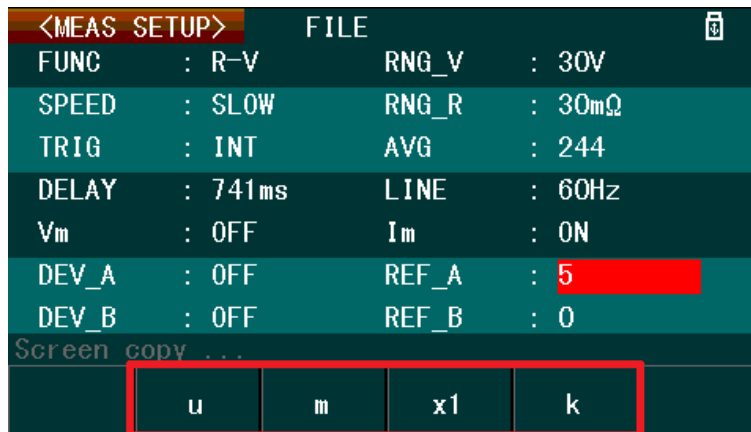 <MEAS SETUP> FILE
FUNC : R-V RNG_V : 30V
SPEED : SLOW RNG_R : 30mΩ
TRIG : INT AVG : 244
DELAY : 741ms LINE : 60Hz
Vm : OFF Im : ON
DEV_A : OFF REF_A : 5
DEV_B : OFF REF_B : 0
Screen copy ...
u m x1 k